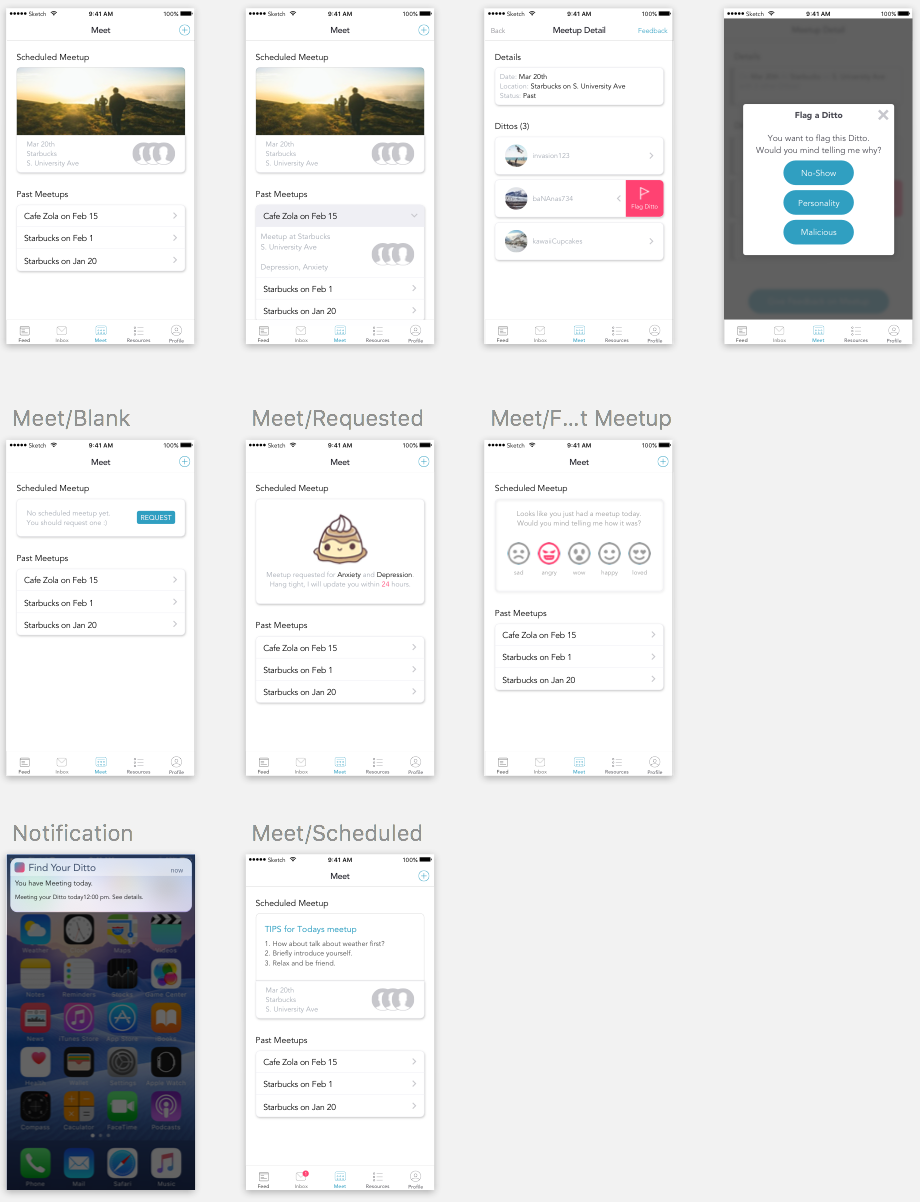 Sketch 9:41 AM 100%
Meet
Scheduled Meetup
Mar 20th
Starbucks
S. University Ave
Past Meetups
Cafe Zola on Feb 15
Starbucks on Feb 1
Starbucks on Jan 20
Feed Inbox Meet Resources Profile
Sketch 9:41 AM 100%
Meet
Scheduled Meetup
Mar 20th
Starbucks
S. University Ave
Past Meetups
Cafe Zola on Feb 15
Meetup at Starbucks
S. University Ave
Depression, Anxiety
Starbucks on Feb 1
Starbucks on Jan 20
Feed Inbox Meet Resources Profile
Sketch 9:41 AM 100%
Back Meetup Detail Feedback
Details
Date: Mar 20th
Location: Starbucks on S. University Ave
Status: Past
Dittos (3)
invasion123
baNAnas734
Flag Ditto
kawaiiCupcakes
Feed Inbox Meet Resources Profile
Sketch 9:41 AM 100%
Flag a Ditto
You want to flag this Ditto.
Would you mind telling me why?
No-Show
Personality
Malicious
Feed Inbox Meet Resources Profile
Meet/Blank
Sketch 9:41 AM 100%
Meet
Scheduled Meetup
No scheduled meetup yet.
You should request one :)
REQUEST
Past Meetups
Cafe Zola on Feb 15
Starbucks on Feb 1
Starbucks on Jan 20
Feed Inbox Meet Resources Profile
Meet/Requested
Sketch 9:41 AM 100%
Meet
Scheduled Meetup
Meetup requested for Anxiety and Depression.
Hang tight, I will update you within 24 hours.
Past Meetups
Cafe Zola on Feb 15
Starbucks on Feb 1
Starbucks on Jan 20
Feed Inbox Meet Resources Profile
Meet/F...t Meetup
Sketch 9:41 AM 100%
Meet
Scheduled Meetup
Looks like you just had a meetup today.
Would you mind telling me how it was?
sad angry wow happy loved
Past Meetups
Cafe Zola on Feb 15
Starbucks on Feb 1
Starbucks on Jan 20
Feed Inbox Meet Resources Profile
Notification
Find Your Ditto now
You have Meeting today.
Meeting your Ditto today12:00 pm. See details.
Weather Maps
Notes Reminders Game Center
News iTunes Store App Store iBooks
Health Wallet Settings Apple Watch
Compass Calculator FaceTime Podcasts
Phone Mail Safari Music
Meet/Scheduled
Sketch 9:41 AM 100%
Meet
Scheduled Meetup
TIPS for Todays meetup
1. How about talk about weather first?
2. Briefly introduce yourself.
3. Relax and be friend.
Mar 20th
Starbucks
S. University Ave
Past Meetups
Cafe Zola on Feb 15
Starbucks on Feb 1
Starbucks on Jan 20
Feed Inbox Meet Resources Profile